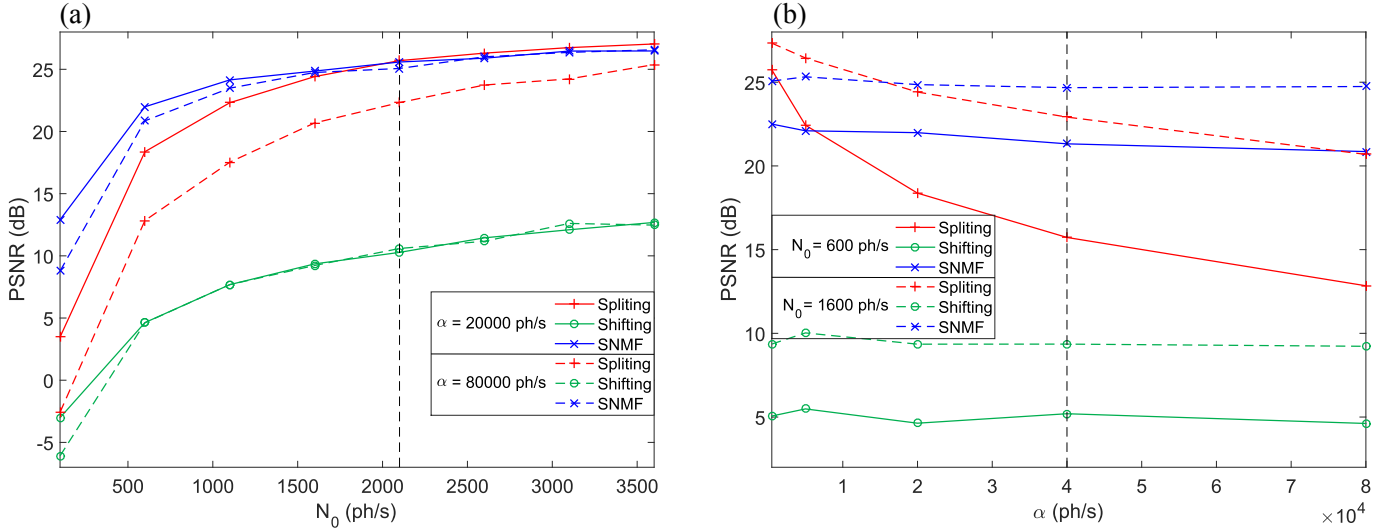 (a)
PSNR (dB)
25
20
15
10
5
0
-5
500 1000 1500 2000 2500 3000 3500
N0 (ph/s)
α = 20000 ph/s
Spliting
Shifting
SNMF
α = 80000 ph/s
Spliting
Shifting
SNMF
(b)
PSNR (dB)
25
20
15
10
5
1 2 3 4 5 6 7 8
×10^4
α (ph/s)
N0 = 600 ph/s
Spliting
Shifting
SNMF
N0 = 1600 ph/s
Spliting
Shifting
SNMF